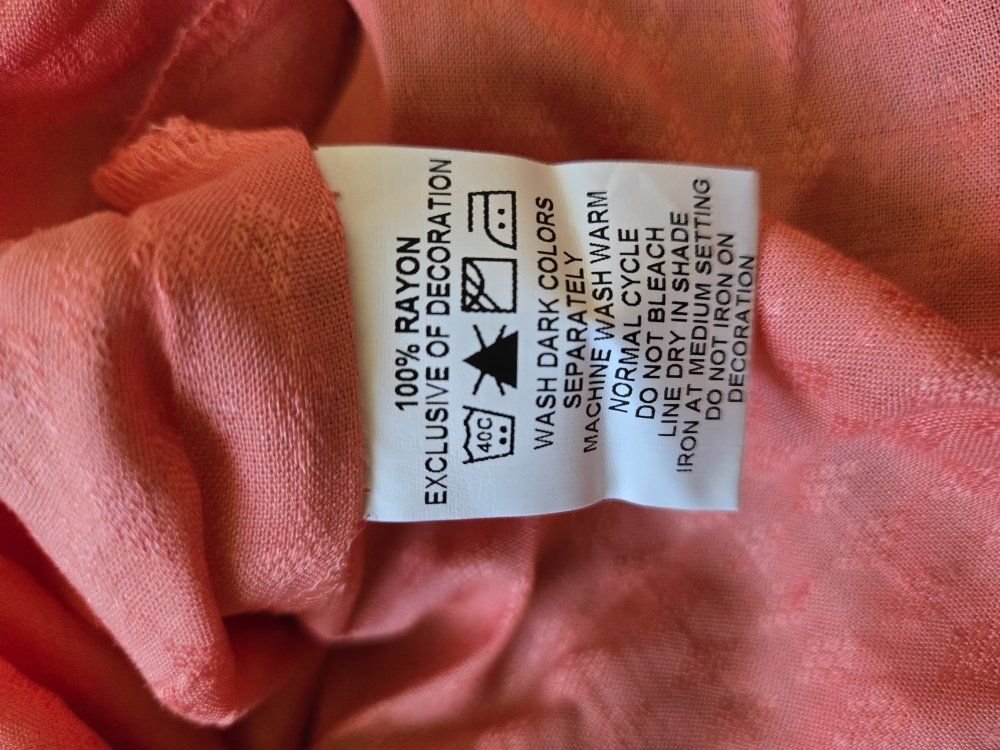 100% RAYON
EXCLUSIVE OF DECORATION
40C
WASH DARK COLORS
SEPARATELY
MACHINE WASH WARM
NORMAL CYCLE
DO NOT BLEACH
LINE DRY IN SHADE
IRON AT MEDIUM SETTING
DO NOT IRON ON
DECORATION